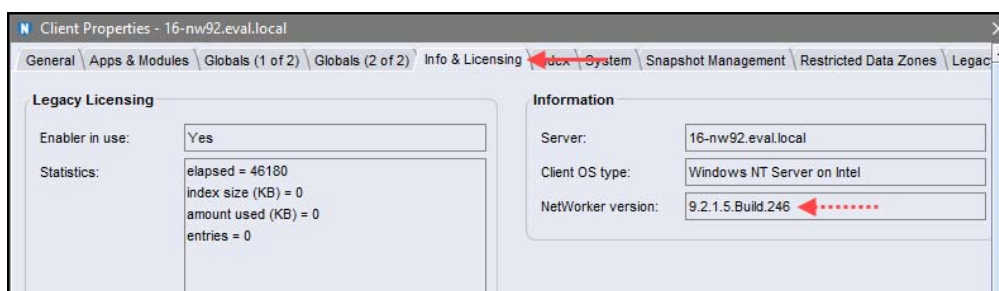 N Client Properties - 16-nw92.eval.local
General Apps & Modules Globals (1 of 2) Globals (2 of 2) Info & Licensing System Snapshot Management Restricted Data Zones Legac
Legacy Licensing
Enabler in use: Yes
Statistics: elapsed = 46180
index size (KB) = 0
amount used (KB) = 0
entries = 0
Information
Server: 16-nw92.eval.local
Client OS type: Windows NT Server on Intel
NetWorker version: 9.2.1.5.Build.246